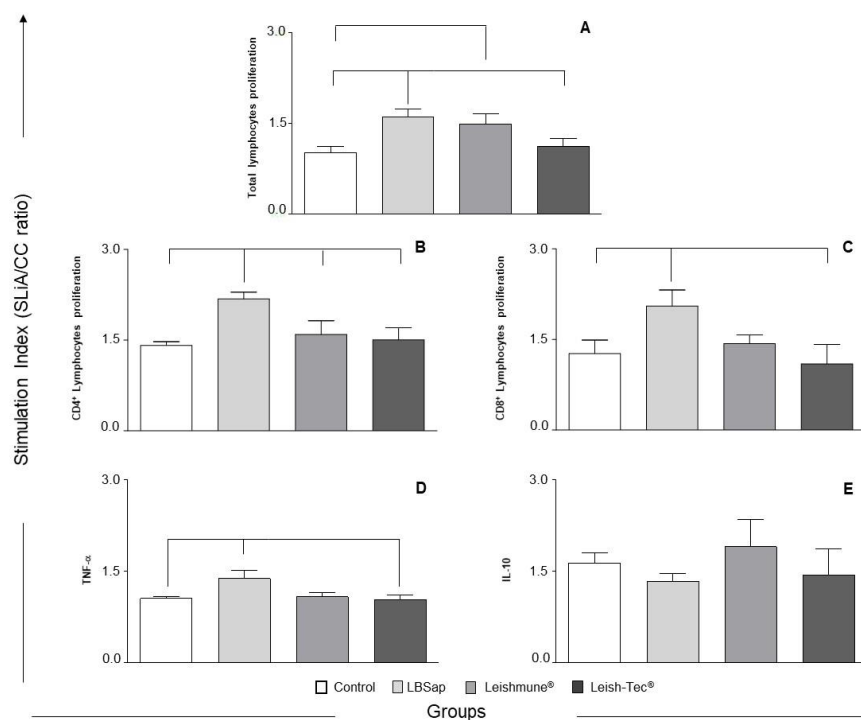 Stimulation Index (SLiA/CC ratio)
A
Total lymphocytes proliferation
3.0
1.5
0.0
B
CD4+ Lymphocytes proliferation
3.0
1.5
0.0
C
CD8+ Lymphocytes proliferation
3.0
1.5
0.0
D
TNF-α
3.0
1.5
0.0
E
IL-10
3.0
1.5
0.0
Control LBSap Leishmune® Leish-Tec®
Groups